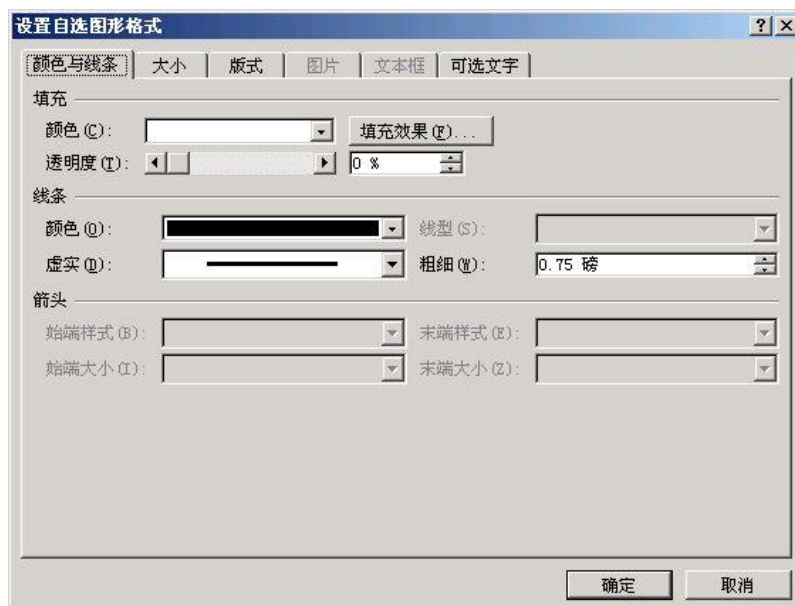 设置自选图形格式
颜色与线条 大小 版式 图片 文本框 可选文字
填充
颜色(C): 填充效果(F)...
透明度(T): 0 %
线条
颜色(O): 线型(S):
虚实(D): 粗细(W): 0.75 磅
箭头
始端样式(B): 末端样式(E):
始端大小(I): 末端大小(Z):
确定 取消